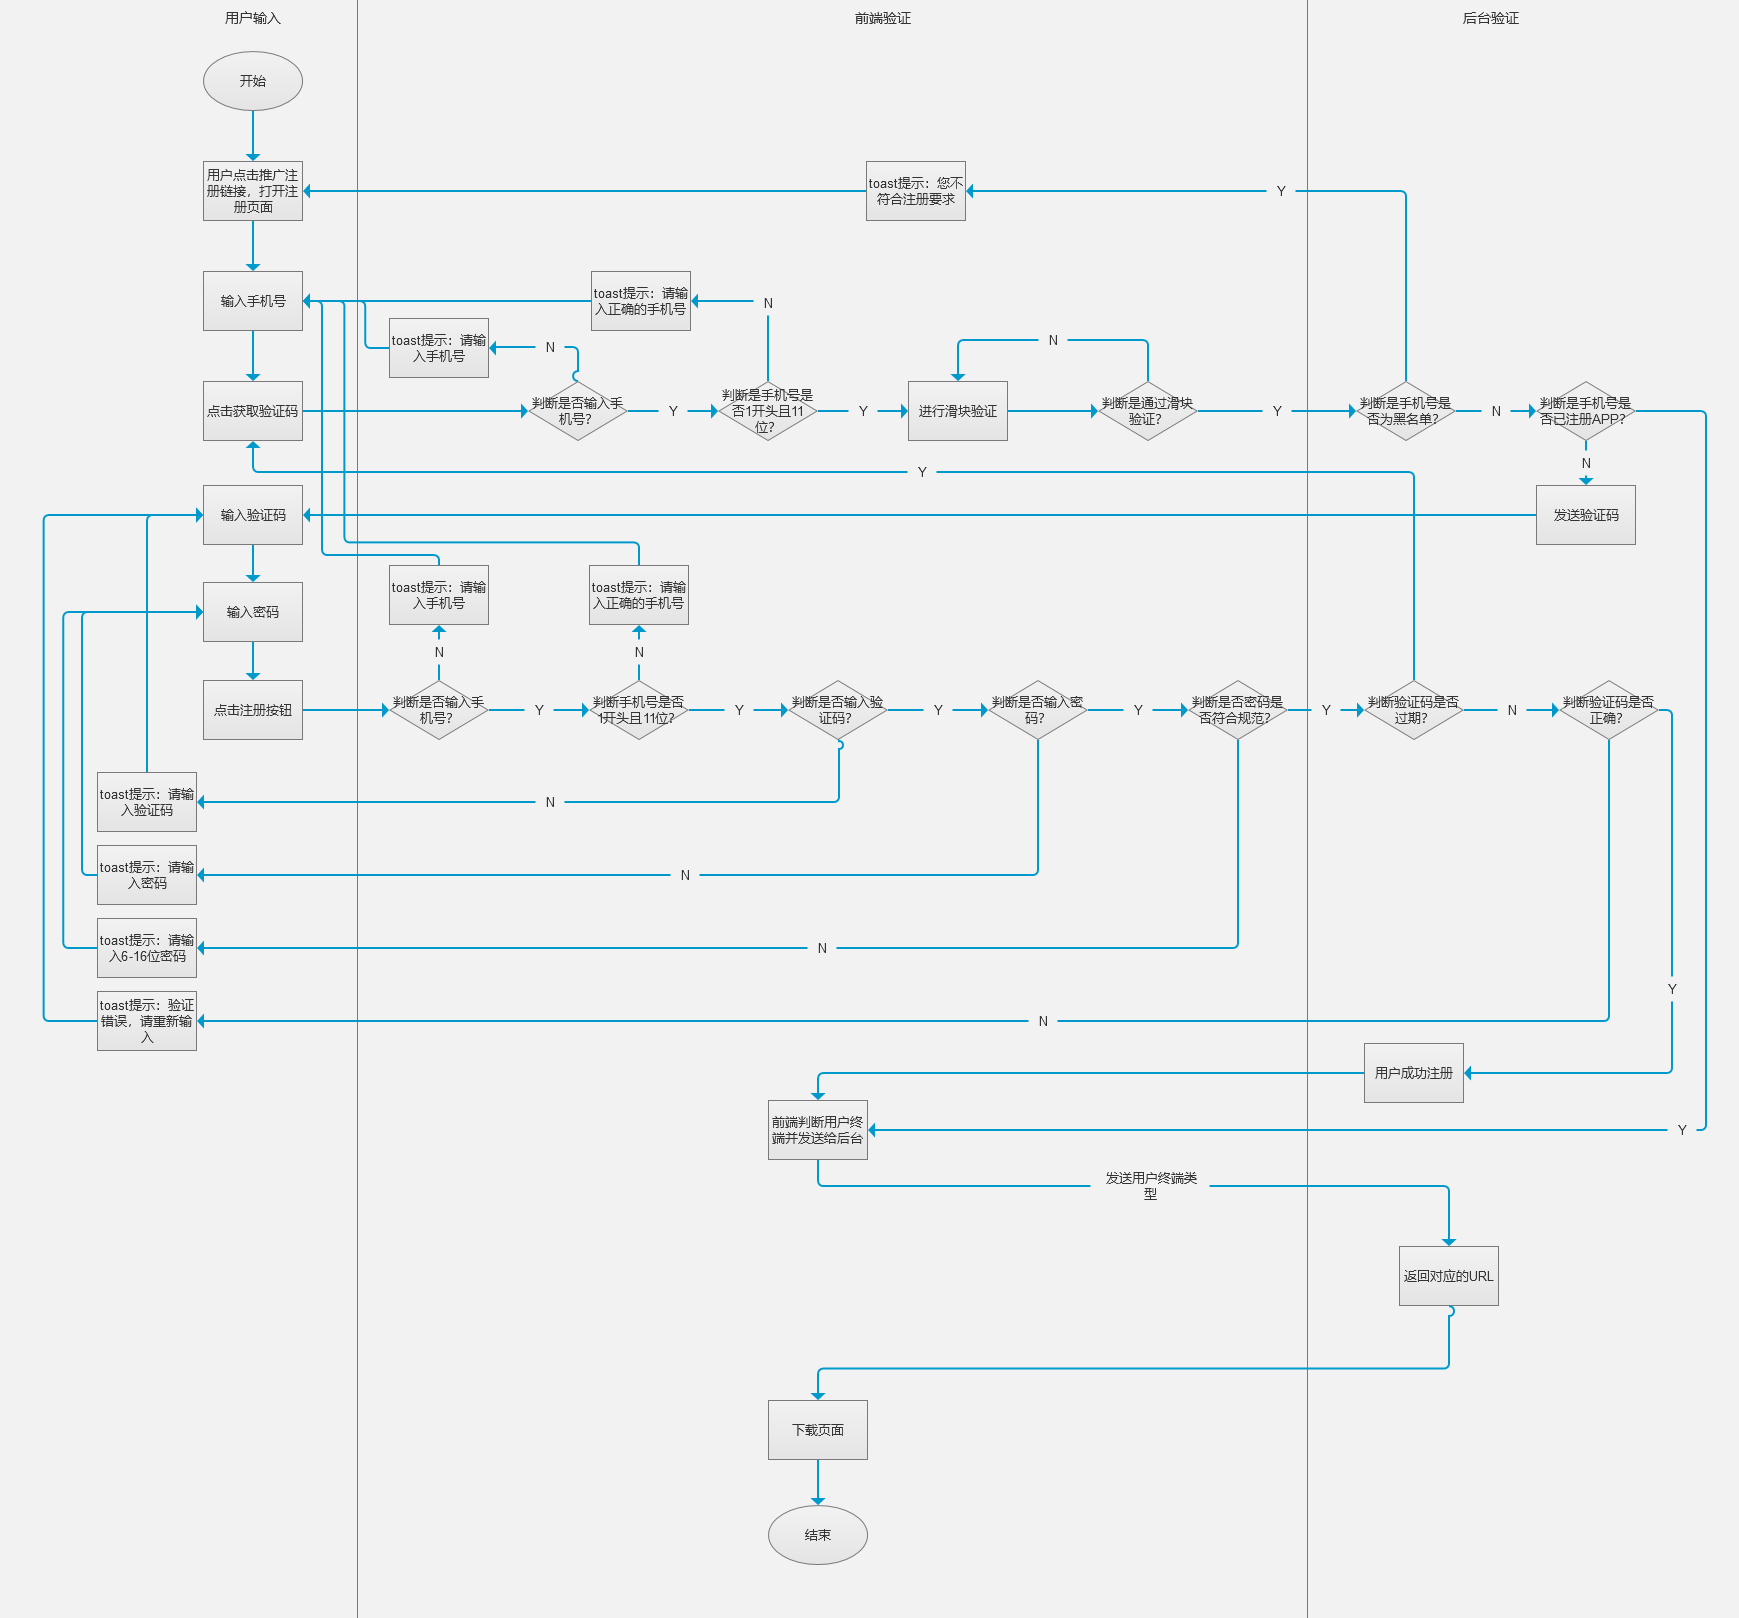 用户输入
前端验证
后台验证
开始
用户点击推广注
册链接，打开注
册页面
toast提示：您不
符合注册要求
Y
输入手机号
toast提示：请输
入正确的手机号
N
toast提示：请输
入手机号
N
N
点击获取验证码
判断是否输入手
机号？
Y
判断是手机号是
否1开头且11
位？
Y
进行滑块验证
判断是通过滑块
验证？
Y
判断是手机号是
否为黑名单？
N
判断是手机号是
否已注册APP？
N
Y
输入验证码
发送验证码
输入密码
toast提示：请输
入手机号
toast提示：请输
入正确的手机号
N
N
点击注册按钮
判断是否输入手
机号？
Y
判断手机号是否
1开头且11位？
Y
判断是否输入验
证码？
Y
判断是否输入密
码？
Y
判断是否密码是
否符合规范？
Y
判断验证码是否
过期？
N
判断验证码是否
正确？
toast提示：请输
入验证码
N
toast提示：请输
入密码
N
toast提示：请输
入6-16位密码
N
Y
toast提示：验证
错误，请重新输
入
N
用户成功注册
前端判断用户终
端并发送给后台
Y
发送用户终端类
型
返回对应的URL
下载页面
结束